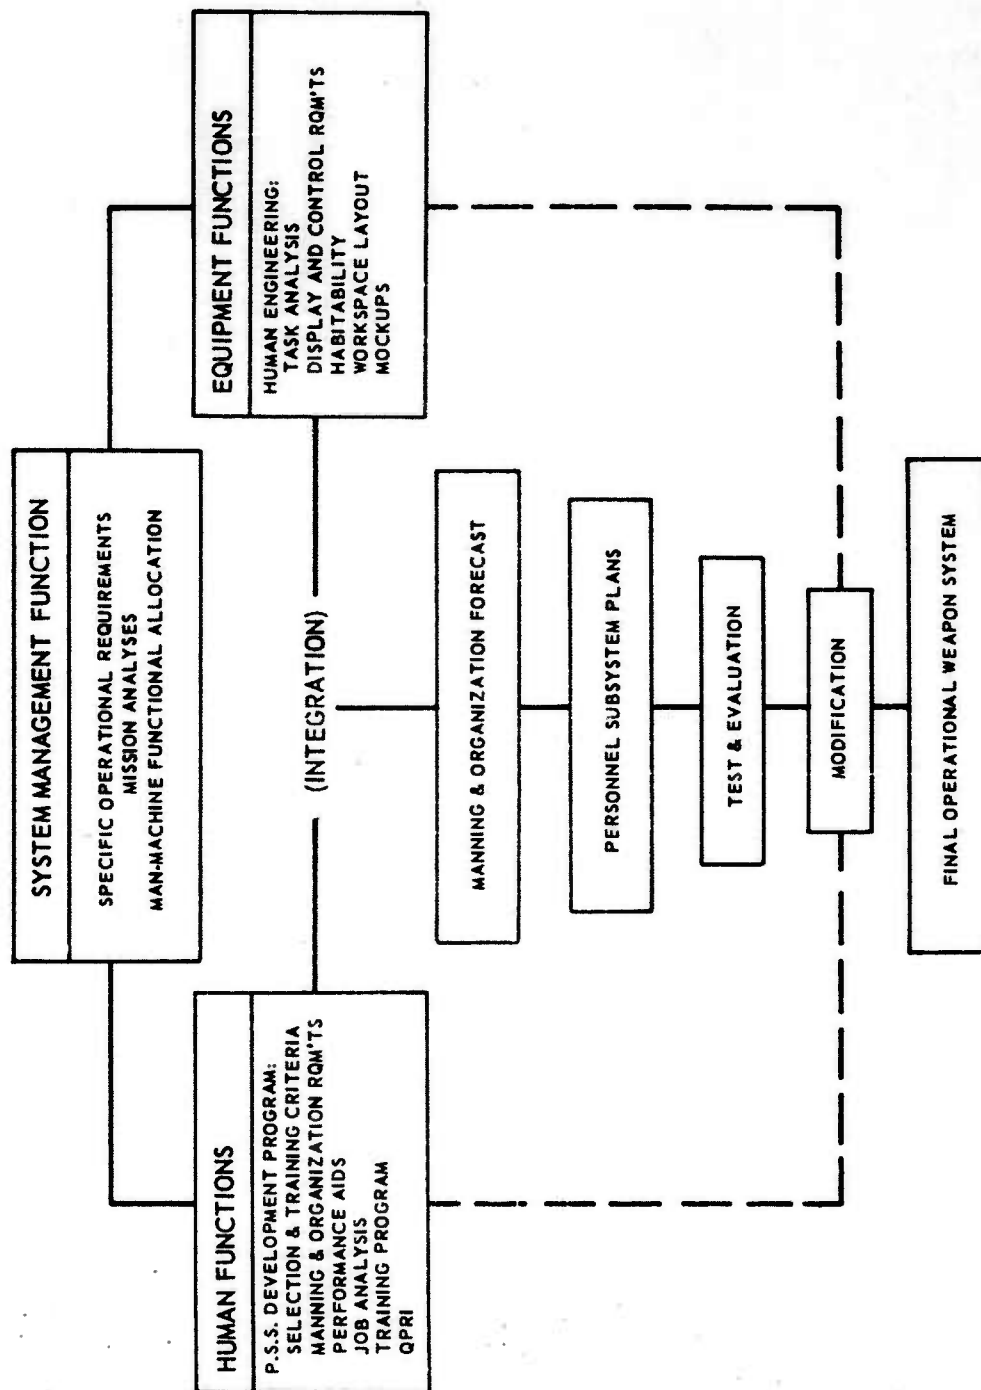 SYSTEM MANAGEMENT FUNCTION
SPECIFIC OPERATIONAL REQUIREMENTS
MISSION ANALYSES
MAN-MACHINE FUNCTIONAL ALLOCATION
HUMAN FUNCTIONS
P.S.S. DEVELOPMENT PROGRAM:
SELECTION & TRAINING CRITERIA
MANNING & ORGANIZATION RQM'TS
PERFORMANCE AIDS
JOB ANALYSIS
TRAINING PROGRAM
QPRI
(INTEGRATION)
EQUIPMENT FUNCTIONS
HUMAN ENGINEERING:
TASK ANALYSIS
DISPLAY AND CONTROL RQM'TS
HABITABILITY
WORKSPACE LAYOUT
MOCKUPS
MANNING & ORGANIZATION FORECAST
PERSONNEL SUBSYSTEM PLANS
TEST & EVALUATION
MODIFICATION
FINAL OPERATIONAL WEAPON SYSTEM